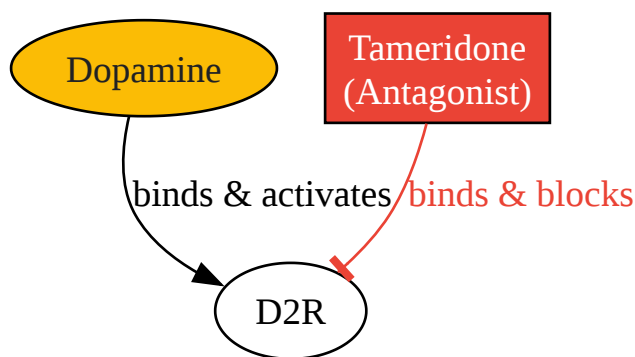 Dopamine
Tameridone
(Antagonist)
binds & activates
binds & blocks
D2R